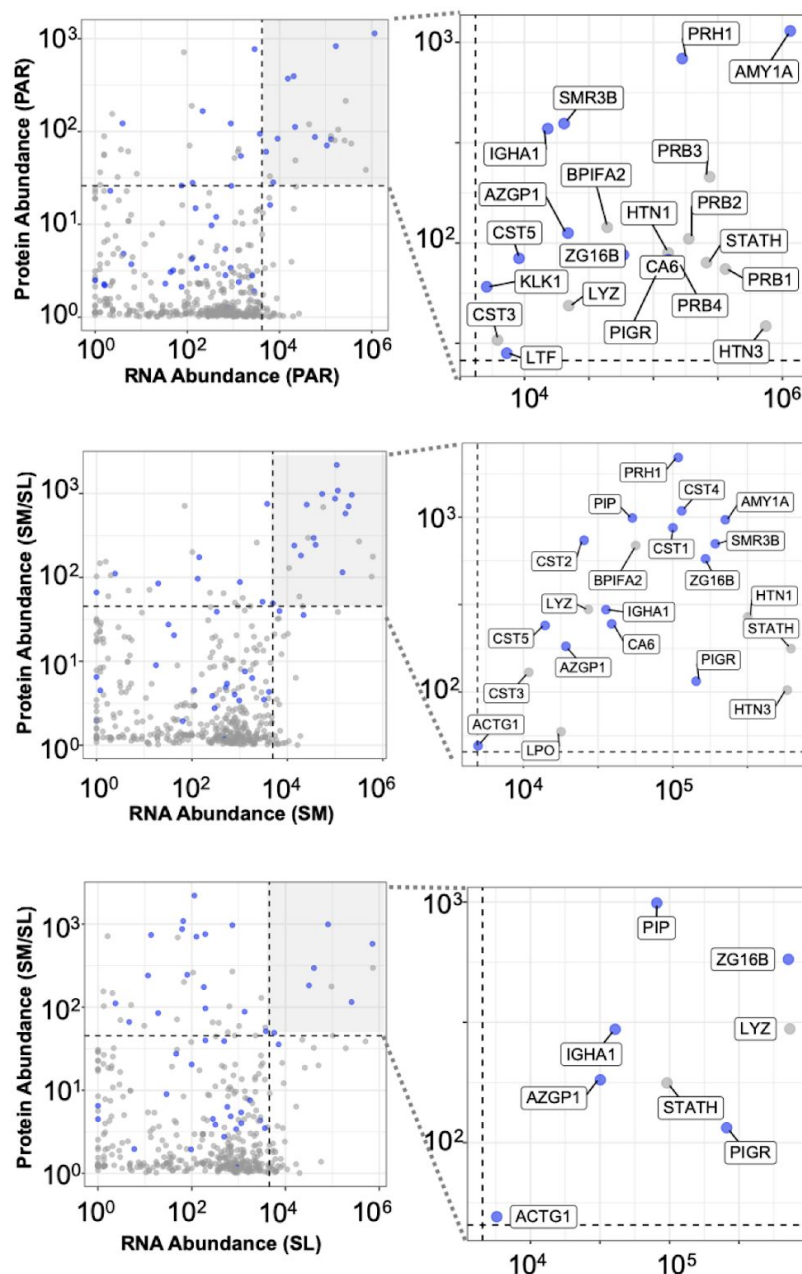 Protein Abundance (PAR)
10³
10²
10¹
10⁰
10⁰ 10² 10⁴ 10⁶
RNA Abundance (PAR)
10³
10²
PRH1
AMY1A
SMR3B
IGHA1
PRB3
BPIFA2
AZGP1
HTN1
PRB2
CST5
STATH
ZG16B
CA6
KLK1
PRB1
LYZ
PRB4
CST3
PIGR
HTN3
LTF
10⁴ 10⁶
Protein Abundance (SM/SL)
10³
10²
10¹
10⁰
10⁰ 10² 10⁴ 10⁶
RNA Abundance (SM)
10³
10²
PRH1
CST4
PIP
AMY1A
CST1
SMR3B
CST2
BPIFA2
ZG16B
HTN1
LYZ
IGHA1
STATH
CST5
CA6
AZGP1
PIGR
CST3
HTN3
ACTG1
LPO
10⁴ 10⁵
Protein Abundance (SM/SL)
10³
10²
10¹
10⁰
10⁰ 10² 10⁴ 10⁶
RNA Abundance (SL)
10³
10²
PIP
ZG16B
LYZ
IGHA1
AZGP1
STATH
PIGR
ACTG1
10⁴ 10⁵